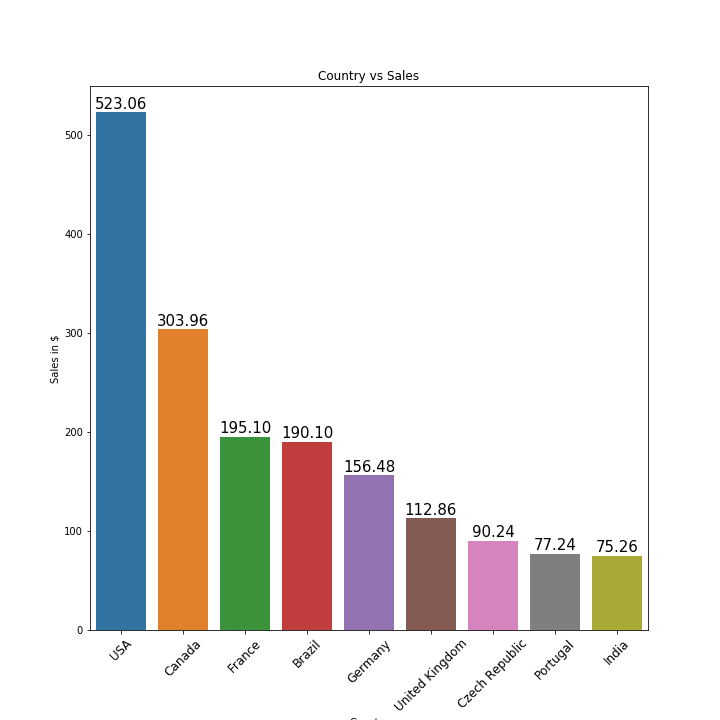 Country vs Sales
Sales in $
500
400
300
200
100
0
523.06
303.96
195.10
190.10
156.48
112.86
90.24
77.24
75.26
USA
Canada
France
Brazil
Germany
United Kingdom
Czech Republic
Portugal
India